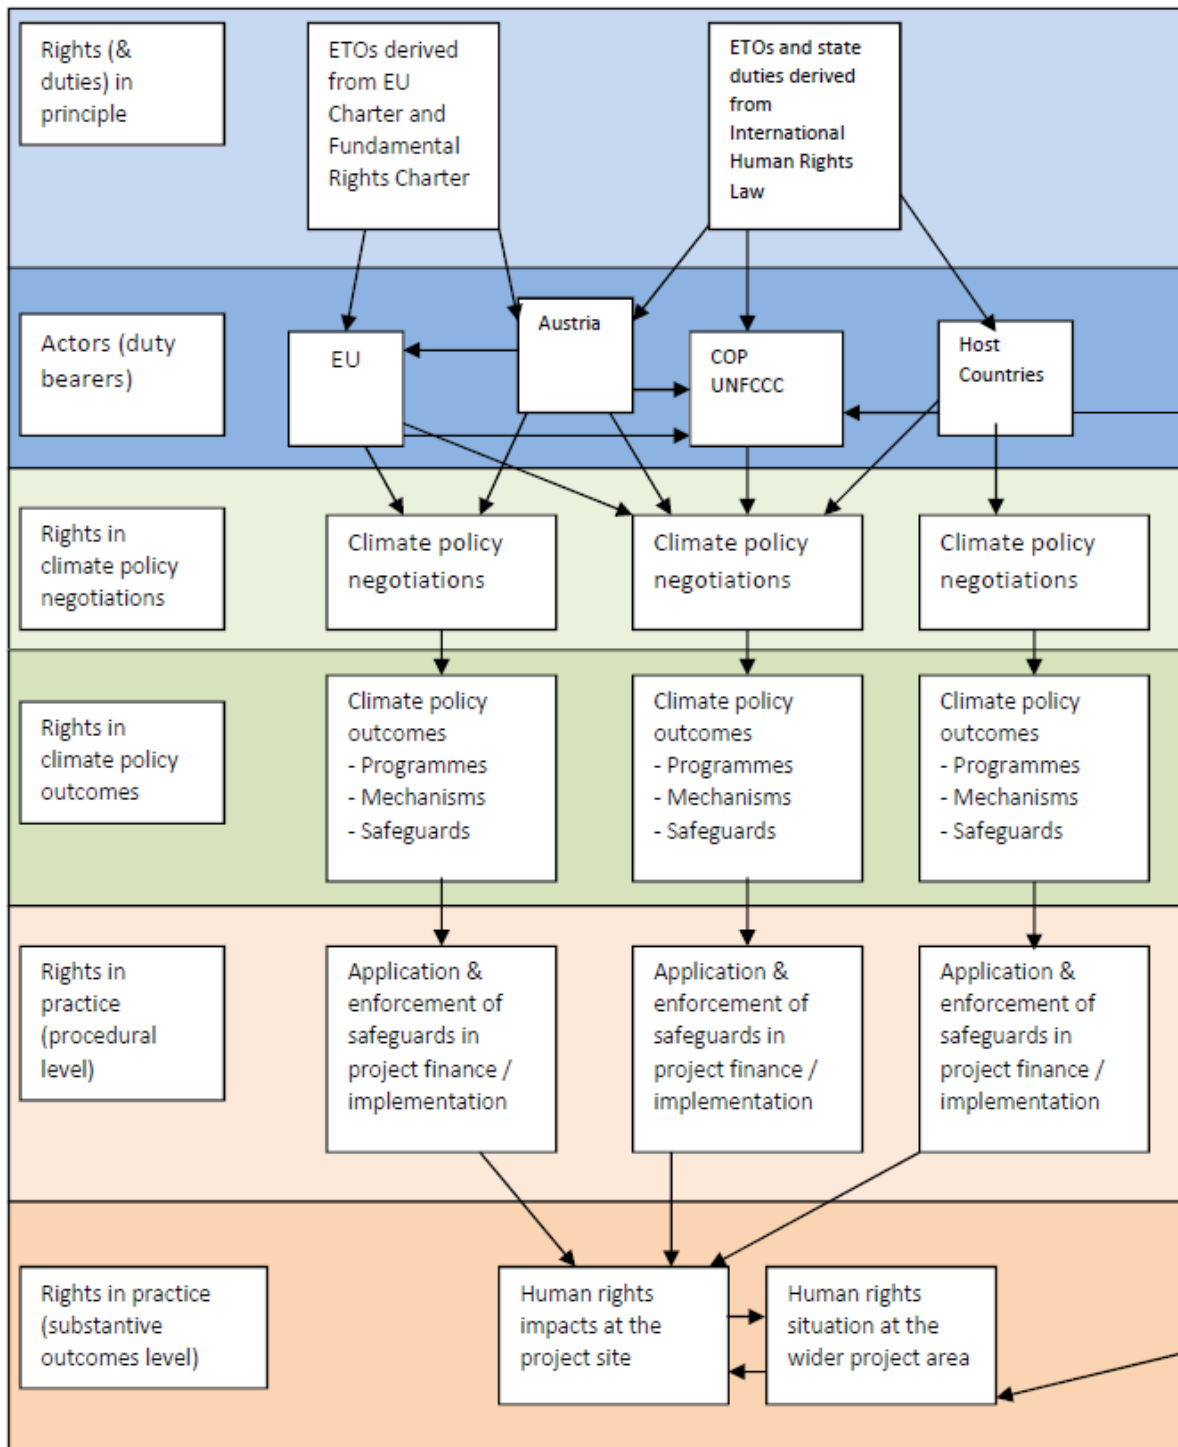 Rights (&
duties) in
principle
ETOs derived
from EU
Charter and
Fundamental
Rights Charter
ETOs and state
duties derived
from
International
Human Rights
Law
Actors (duty
bearers)
EU
Austria
COP
UNFCCC
Host
Countries
Rights in
climate policy
negotiations
Climate policy
negotiations
Climate policy
negotiations
Climate policy
negotiations
Rights in
climate policy
outcomes
Climate policy
outcomes
- Programmes
- Mechanisms
- Safeguards
Climate policy
outcomes
- Programmes
- Mechanisms
- Safeguards
Climate policy
outcomes
- Programmes
- Mechanisms
- Safeguards
Rights in
practice
(procedural
level)
Application &
enforcement of
safeguards in
project finance /
implementation
Application &
enforcement of
safeguards in
project finance /
implementation
Application &
enforcement of
safeguards in
project finance /
implementation
Rights in practice
(substantive
outcomes level)
Human rights
impacts at the
project site
Human rights
situation at the
wider project area